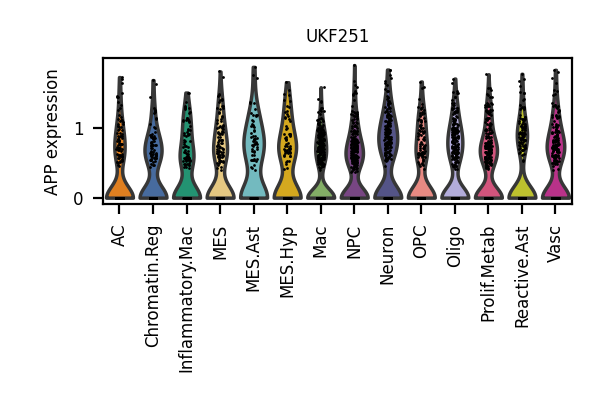 UKF251
APP expression
1
0
AC
Chromatin.Reg
Inflammatory.Mac
MES
MES.Ast
MES.Hyp
Mac
NPC
Neuron
OPC
Oligo
Prolif.Metab
Reactive.Ast
Vasc